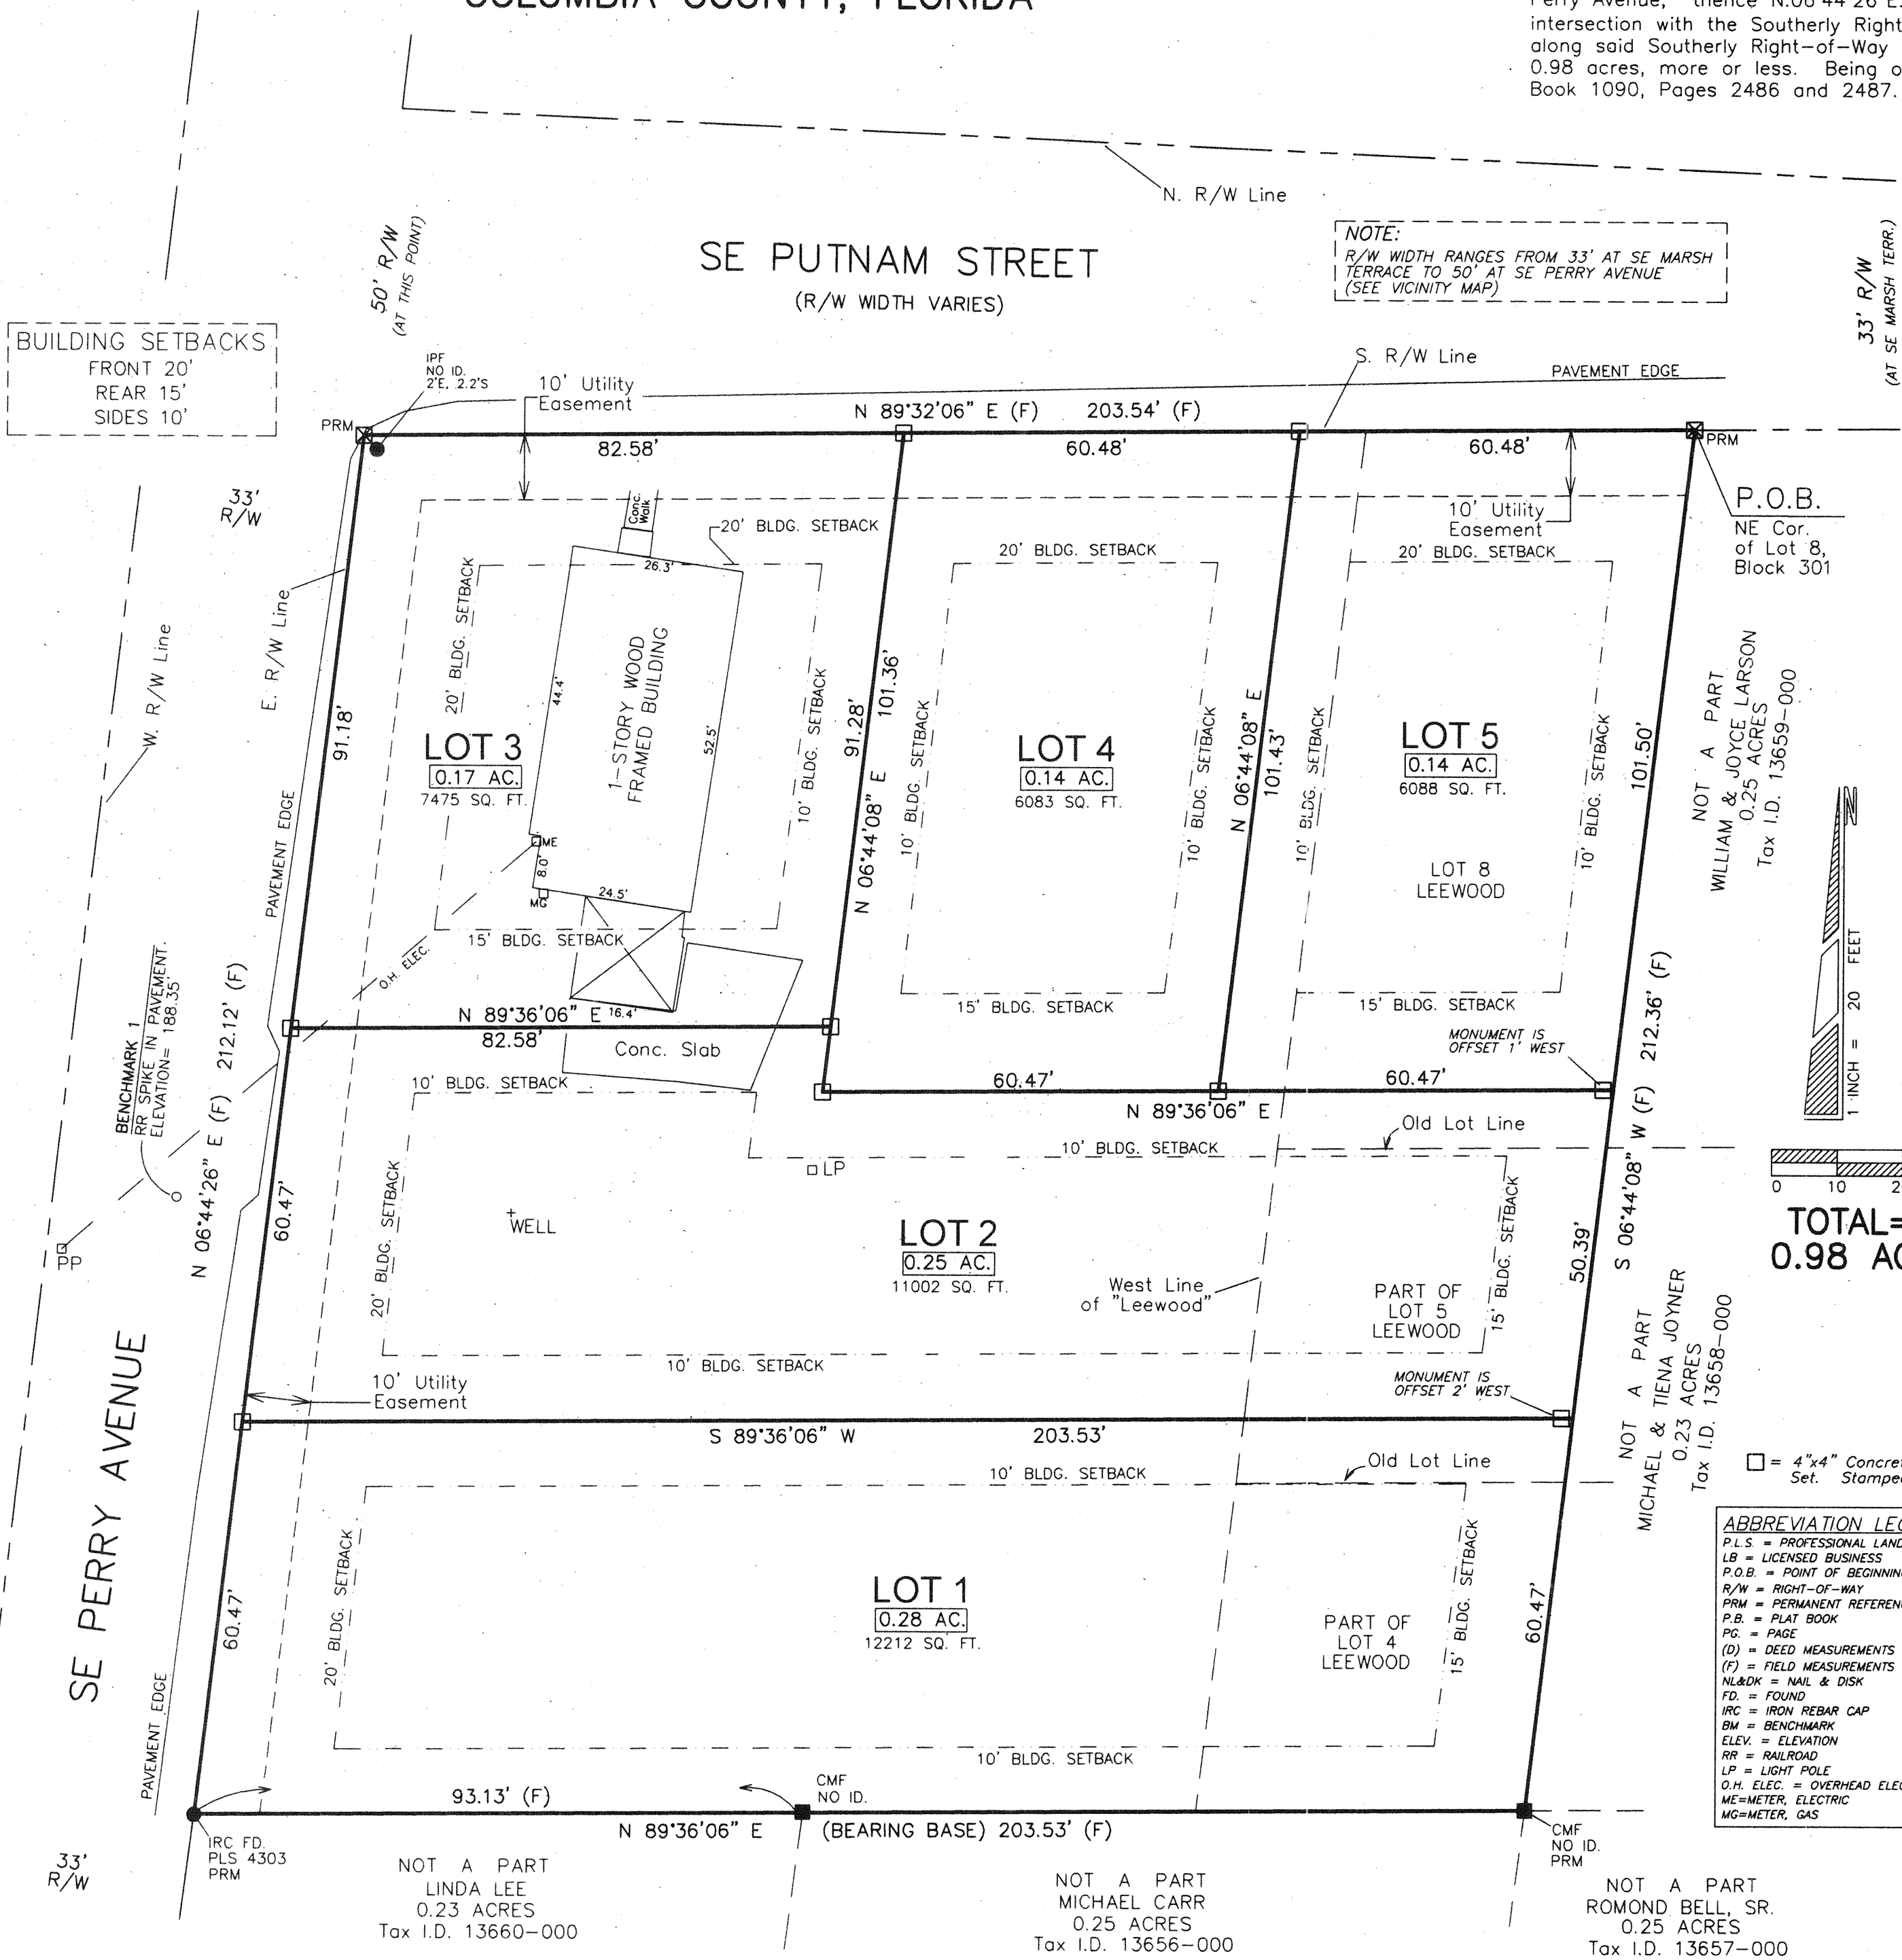 COLUMBIA COUNTY, FLORIDA
Perry Avenue; thence N.06°44'26"E.
intersection with the Southerly Right
along said Southerly Right-of-Way
0.98 acres, more or less. Being o
Book 1090, Pages 2486 and 2487.
N. R/W Line
50' R/W
(AT THIS POINT)
SE PUTNAM STREET
(R/W WIDTH VARIES)
NOTE:
R/W WIDTH RANGES FROM 33' AT SE MARSH
TERRACE TO 50' AT SE PERRY AVENUE
(SEE VICINITY MAP)
33' R/W
(AT SE MARSH TERR.)
BUILDING SETBACKS
FRONT 20'
REAR 15'
SIDES 10'
IPF
NO ID.
2'E, 2.2'S
10' Utility
Easement
S. R/W Line
PAVEMENT EDGE
N 89°32'06" E (F) 203.54' (F)
PRM
82.58'
60.48'
60.48'
PRM
33'
R/W
Conc.
Walk
20' BLDG. SETBACK
10' Utility
Easement
P.O.B.
NE Cor.
of Lot 8,
Block 301
20' BLDG. SETBACK
20' BLDG. SETBACK
26.3'
W. R/W Line
E. R/W Line
91.18'
PAVEMENT EDGE
20' BLDG. SETBACK
44.4'
1-STORY WOOD
FRAMED BUILDING
52.5'
10' BLDG. SETBACK
91.28'
101.36'
N 06°44'08" E
10' BLDG. SETBACK
10' BLDG. SETBACK
N 06°44'08" E
101.43'
10' BLDG. SETBACK
10' BLDG. SETBACK
101.50'
LOT 3
0.17 AC.
7475 SQ. FT.
LOT 4
0.14 AC.
6083 SQ. FT.
LOT 5
0.14 AC.
6088 SQ. FT.
NOT A PART
WILLIAM & JOYCE LARSON
0.25 ACRES
Tax I.D. 13659-000
N
1 INCH = 20 FEET
ME
8.0'
MG
24.5'
LOT 8
LEEWOOD
15' BLDG. SETBACK
O.H. ELEC.
BENCHMARK 1
RR SPIKE IN PAVEMENT.
ELEVATION= 188.35'
N 06°44'26" E (F) 212.12' (F)
15' BLDG. SETBACK
15' BLDG. SETBACK
S 06°44'08" W (F) 212.36' (F)
N 89°36'06" E
16.4'
82.58'
Conc. Slab
MONUMENT IS
OFFSET 1' WEST
10' BLDG. SETBACK
60.47'
60.47'
N 89°36'06" E
Old Lot Line
10' BLDG. SETBACK
LP
0 10 2
60.47'
20' BLDG. SETBACK
WELL
LOT 2
0.25 AC.
11002 SQ. FT.
15' BLDG. SETBACK
50.39'
TOTAL=
0.98 AC
PP
West Line
of "Leewood"
PART OF
LOT 5
LEEWOOD
NOT A PART
MICHAEL & TIENA JOYNER
0.23 ACRES
Tax I.D. 13658-000
10' BLDG. SETBACK
10' Utility
Easement
MONUMENT IS
OFFSET 2' WEST
S 89°36'06" W 203.53'
SE PERRY AVENUE
Old Lot Line
10' BLDG. SETBACK
= 4"x4" Concre
Set. Stampe
60.47'
20' BLDG. SETBACK
LOT 1
0.28 AC.
12212 SQ. FT.
PART OF
LOT 4
LEEWOOD
15' BLDG. SETBACK
60.47'
ABBREVIATION LE
P.L.S. = PROFESSIONAL LAND
LB = LICENSED BUSINESS
P.O.B. = POINT OF BEGINNIN
R/W = RIGHT-OF-WAY
PRM = PERMANENT REFEREN
P.B. = PLAT BOOK
PG. = PAGE
(D) = DEED MEASUREMENTS
(F) = FIELD MEASUREMENTS
NL&DK = NAIL & DISK
FD. = FOUND
IRC = IRON REBAR CAP
BM = BENCHMARK
ELEV. = ELEVATION
RR = RAILROAD
LP = LIGHT POLE
O.H. ELEC. = OVERHEAD ELE
ME=METER, ELECTRIC
MG=METER, GAS
PAVEMENT EDGE
10' BLDG. SETBACK
93.13' (F)
CMF
NO ID.
N 89°36'06" E (BEARING BASE) 203.53' (F)
IRC FD.
PLS 4303
PRM
CMF
NO ID.
PRM
33'
R/W
NOT A PART
LINDA LEE
0.23 ACRES
Tax I.D. 13660-000
NOT A PART
MICHAEL CARR
0.25 ACRES
Tax I.D. 13656-000
NOT A PART
ROMOND BELL, SR.
0.25 ACRES
Tax I.D. 13657-000